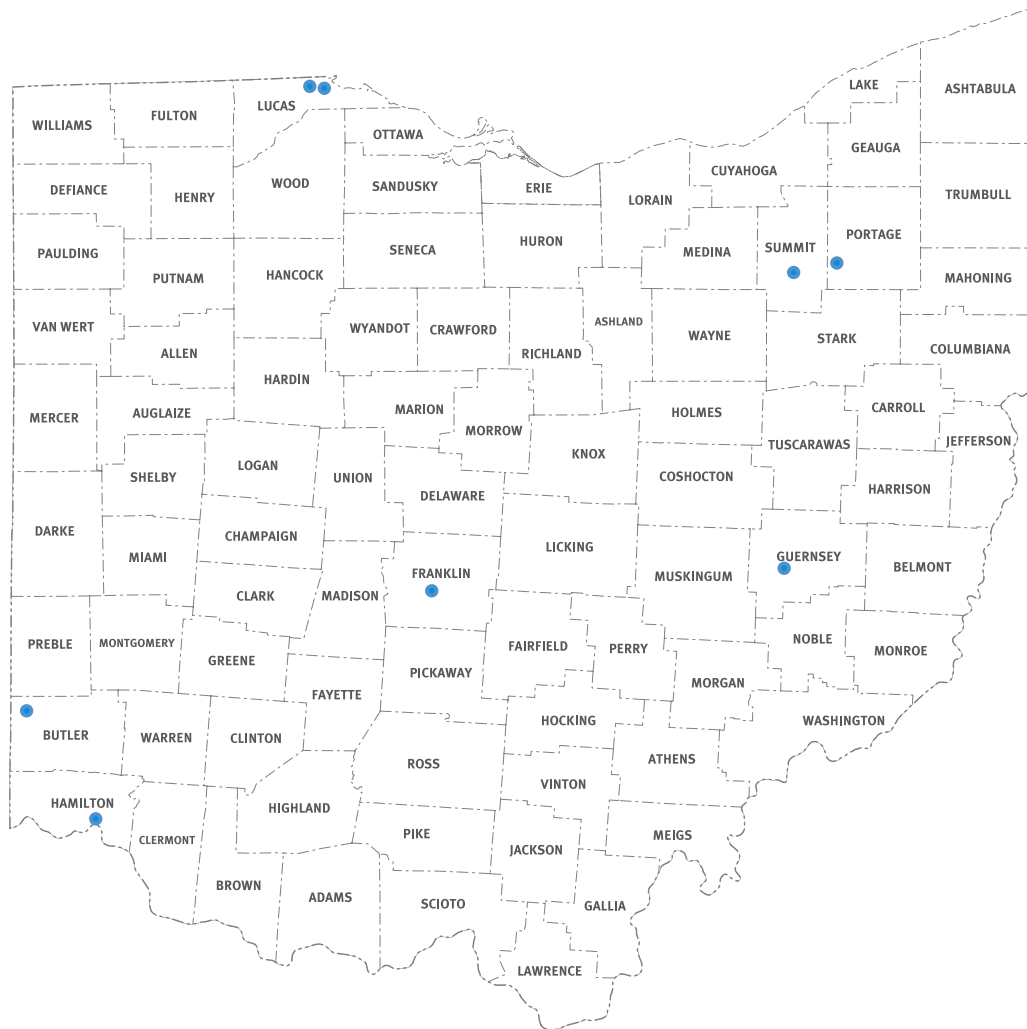 LAKE
ASHTABULA
LUCAS
FULTON
WILLIAMS
OTTAWA
GEAUGA
CUYAHOGA
WOOD
SANDUSKY
ERIE
DEFIANCE
HENRY
LORAIN
TRUMBULL
PORTAGE
HURON
SUMMIT
SENECA
MEDINA
PAULDING
HANCOCK
PUTNAM
MAHONING
VAN WERT
WYANDOT
CRAWFORD
ASHLAND
WAYNE
STARK
ALLEN
RICHLAND
COLUMBIANA
HARDIN
MERCER
AUGLAIZE
MARION
HOLMES
CARROLL
MORROW
TUSCARAWAS
JEFFERSON
KNOX
LOGAN
SHELBY
UNION
COSHOCTON
DELAWARE
HARRISON
DARKE
CHAMPAIGN
LICKING
MIAMI
GUERNSEY
BELMONT
FRANKLIN
MUSKINGUM
CLARK
MADISON
PREBLE
MONTGOMERY
NOBLE
FAIRFIELD
PERRY
MONROE
GREENE
PICKAWAY
MORGAN
FAYETTE
HOCKING
WASHINGTON
BUTLER
WARREN
CLINTON
ATHENS
ROSS
VINTON
HAMILTON
HIGHLAND
PIKE
MEIGS
CLERMONT
JACKSON
BROWN
ADAMS
SCIOTO
GALLIA
LAWRENCE